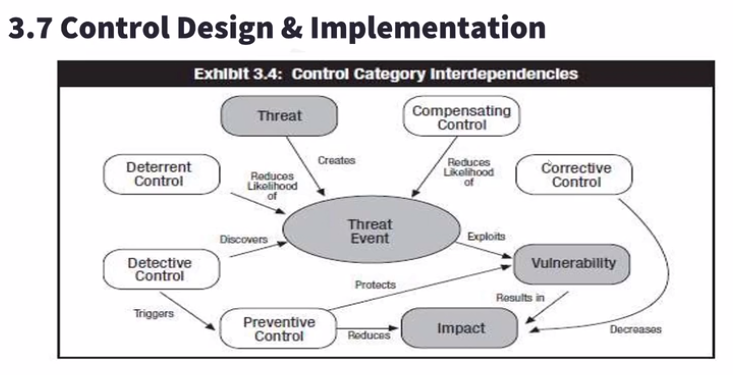 3.7 Control Design & Implementation
Exhibit 3.4: Control Category Interdependencies
Threat
Compensating
Control
Deterrent
Control
Reduces
Likelihood
of
Creates
Reduces
Likelihood
of
Corrective
Control
Threat
Event
Discovers
Exploits
Detective
Control
Vulnerability
Protects
Triggers
Results in
Preventive
Control
Reduces
Impact
Decreases